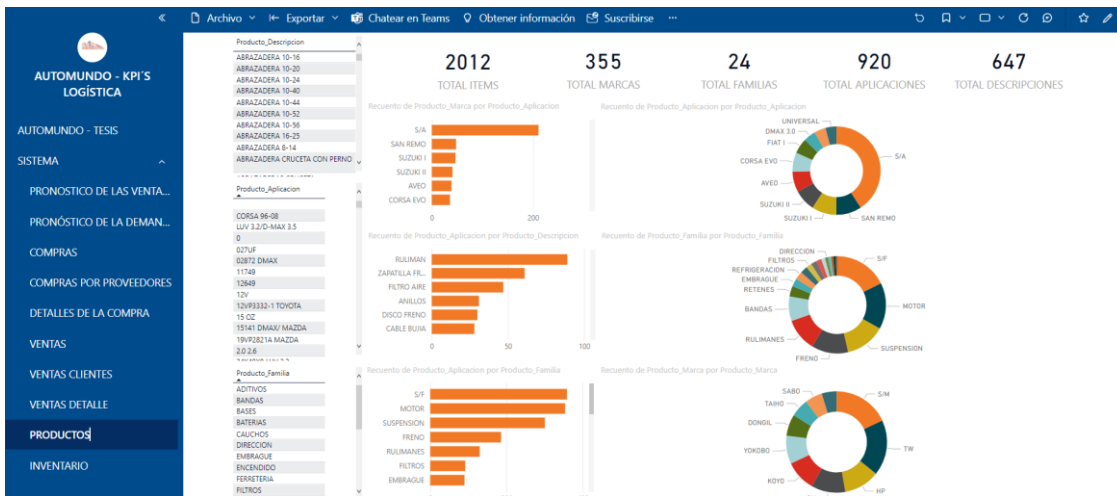 Archivo Exportar Chatear en Teams Obtener información Suscribirse ...
AUTOMUNDO - KPI´S
LOGÍSTICA
AUTOMUNDO - TESIS
SISTEMA
PRONOSTICO DE LAS VENTA...
PRONÓSTICO DE LA DEMAN...
COMPRAS
COMPRAS POR PROVEEDORES
DETALLES DE LA COMPRA
VENTAS
VENTAS CLIENTES
VENTAS DETALLE
PRODUCTOS
INVENTARIO
Producto_Descripcion
ABRAZADERA 10-16
ABRAZADERA 10-20
ABRAZADERA 10-24
ABRAZADERA 10-40
ABRAZADERA 10-44
ABRAZADERA 10-52
ABRAZADERA 10-56
ABRAZADERA 16-25
ABRAZADERA 8-14
ABRAZADERA CRUCETA CON PERNO
Producto_Aplicacion
CORSA 96-08
LUV 3.2/D-MAX 3.5
0
027UF
02872 DMAX
11749
12649
12V
12VP3332-1 TOYOTA
15 OZ
15141 DMAX/ MAZDA
19VP2821A MAZDA
2.0 2.6
Producto_Familia
ADITIVOS
BANDAS
BASES
BATERIAS
CAUCHOS
DIRECCION
EMBRAGUE
ENCENDIDO
FERRETERIA
FILTROS
2012
TOTAL ITEMS
355
TOTAL MARCAS
24
TOTAL FAMILIAS
920
TOTAL APLICACIONES
647
TOTAL DESCRIPCIONES
Recuento de Producto_Marca por Producto_Aplicacion
S/A
SAN REMO
SUZUKI I
SUZUKI II
AVEO
CORSA EVO
0 200
Recuento de Producto_Aplicacion por Producto_Aplicacion
UNIVERSAL
DMAX 3.0
FIAT I
CORSA EVO
AVEO
SUZUKI II
SUZUKI I
SAN REMO
S/A
Recuento de Producto_Aplicacion por Producto_Descripcion
RULIMAN
ZAPATILLA FR...
FILTRO AIRE
ANILLOS
DISCO FRENO
CABLE BUJIA
0 50 100
Recuento de Producto_Familia por Producto_Familia
DIRECCION
FILTROS
REFRIGERACION
EMBRAGUE
RETENES
BANDAS
RULIMANES
FRENO
SUSPENSION
MOTOR
S/F
Recuento de Producto_Aplicacion por Producto_Familia
S/F
MOTOR
SUSPENSION
FRENO
RULIMANES
FILTROS
EMBRAGUE
Recuento de Producto_Marca por Producto_Marca
SABO
TAIHO
DONGIL
YOKOBO
KOYO
HP
TW
S/M